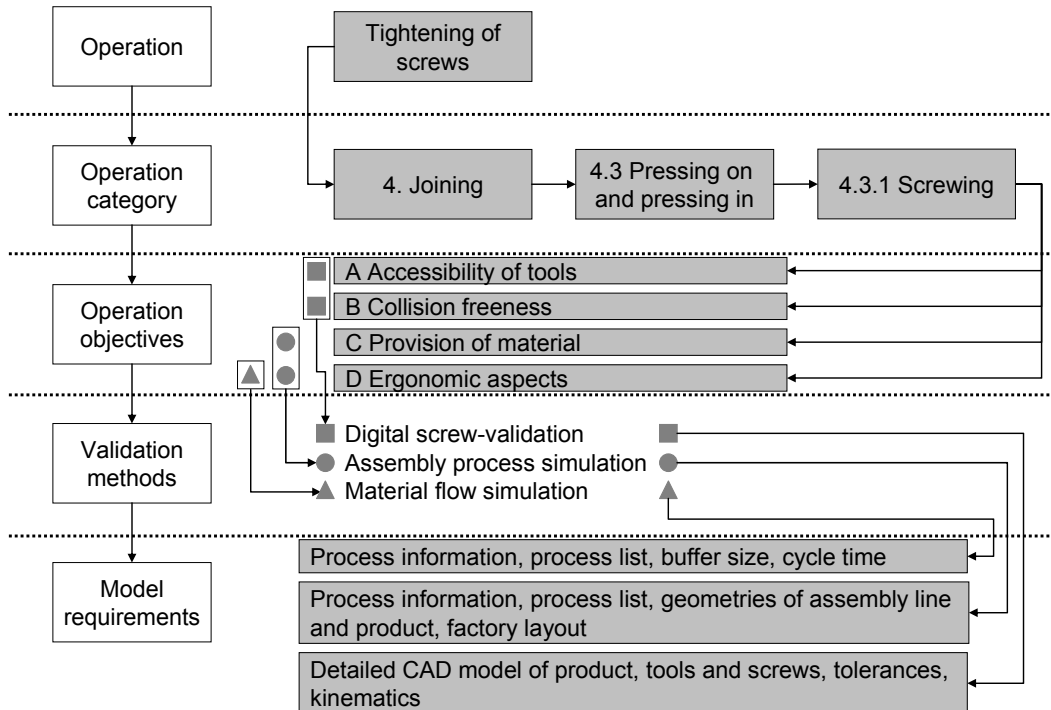 Operation
Tightening of
screws
Operation
category
4. Joining
4.3 Pressing on
and pressing in
4.3.1 Screwing
Operation
objectives
A Accessibility of tools
B Collision freeness
C Provision of material
D Ergonomic aspects
Validation
methods
Digital screw-validation
Assembly process simulation
Material flow simulation
Model
requirements
Process information, process list, buffer size, cycle time
Process information, process list, geometries of assembly line
and product, factory layout
Detailed CAD model of product, tools and screws, tolerances,
kinematics